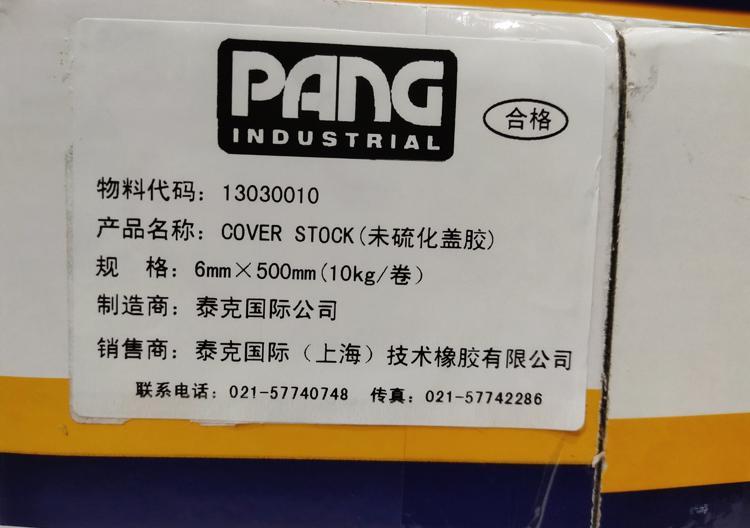 PANG
INDUSTRIAL
合格
物料代码：13030010
产品名称：COVER STOCK(未硫化盖胶)
规　格：6mm×500mm(10kg/卷)
制造商：泰克国际公司
销售商：泰克国际（上海）技术橡胶有限公司
联系电话：021-57740748　传真：021-57742286